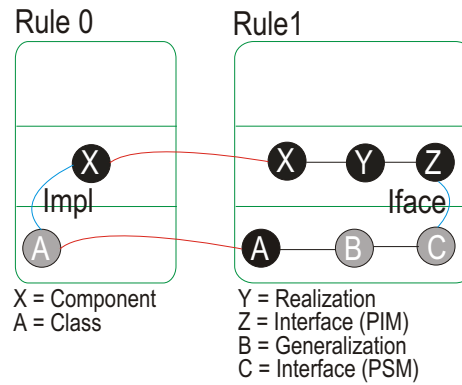 Rule 0
Rule1
X
X
Y
Z
Impl
Iface
A
A
B
C
X = Component
A = Class
Y = Realization
Z = Interface (PIM)
B = Generalization
C = Interface (PSM)